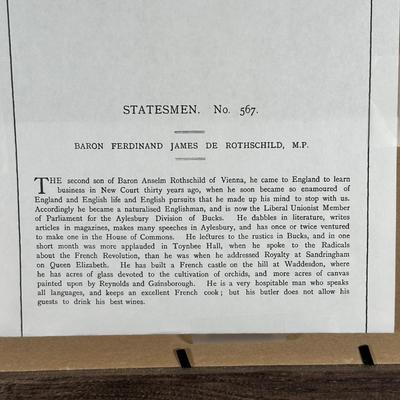 STATESMEN. No. 567.
BARON FERDINAND JAMES DE ROTHSCHILD, M.P.
THE second son of Baron Anselm Rothschild of Vienna, he came to England to learn
business in New Court thirty years ago, when he soon became so enamoured of
England and English life and English pursuits that he made up his mind to stop with us.
Accordingly he became a naturalised Englishman, and is now the Liberal Unionist Member
of Parliament for the Aylesbury Division of Bucks. He dabbles in literature, writes
articles in magazines, makes many speeches in Aylesbury, and has once or twice ventured
to make one in the House of Commons. He lectures to the rustics in Bucks, and in one
short month was more applauded in Toynbee Hall, when he spoke to the Radicals
about the French Revolution, than he was when he addressed Royalty at Sandringham
on Queen Elizabeth. He has built a French castle on the hill at Waddesdon, where
he has acres of glass devoted to the cultivation of orchids, and more acres of canvas
painted upon by Reynolds and Gainsborough. He is a very hospitable man who speaks
all languages, and keeps an excellent French cook; but his butler does not allow his
guests to drink his best wines.